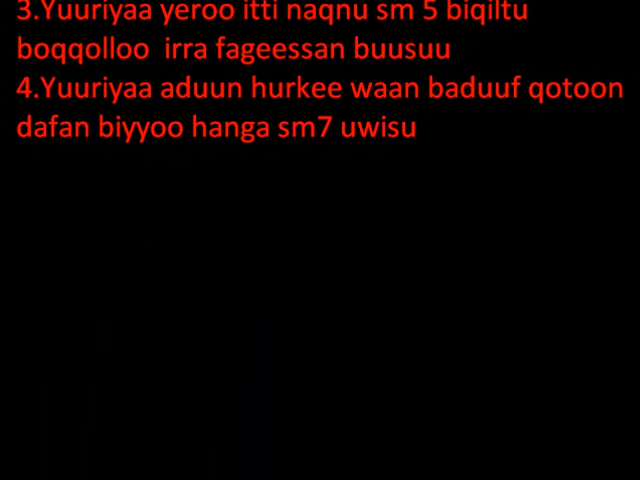 3.Yuuriyaa yeroo itti naqnu sm 5 biqiltu
boqqolloo  irra fageessan buusuu
4.Yuuriyaa aduun hurkee waan baduuf qotoon
dafan biyyoo hanga sm7 uwisu